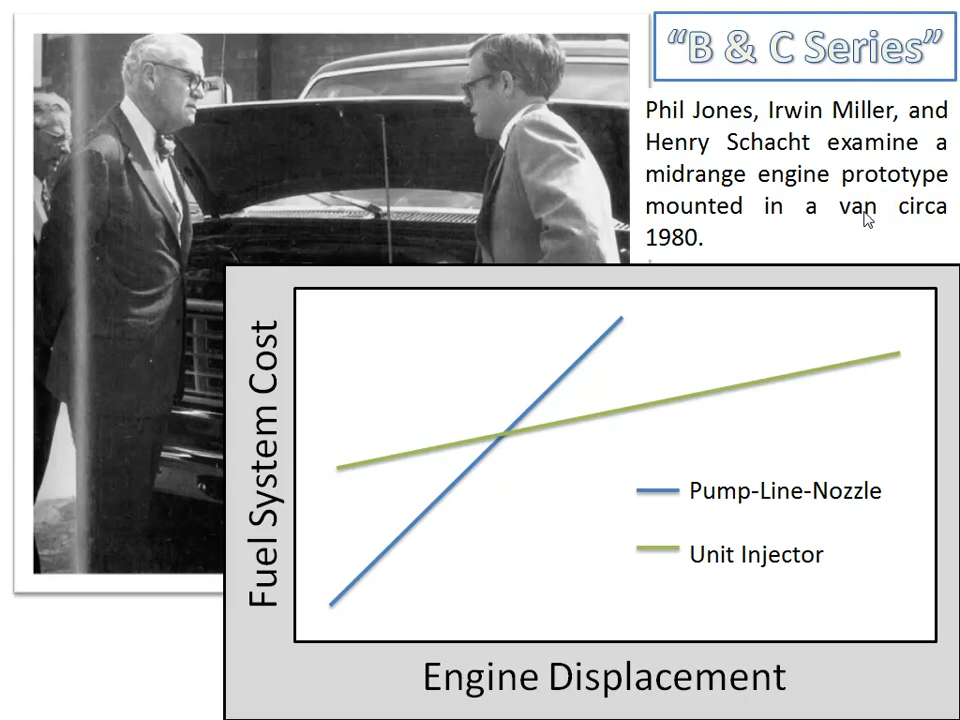 “B & C Series”
Phil Jones, Irwin Miller, and
Henry Schacht examine a
midrange engine prototype
mounted in a van circa
1980.
Fuel System Cost
Pump-Line-Nozzle
Unit Injector
Engine Displacement